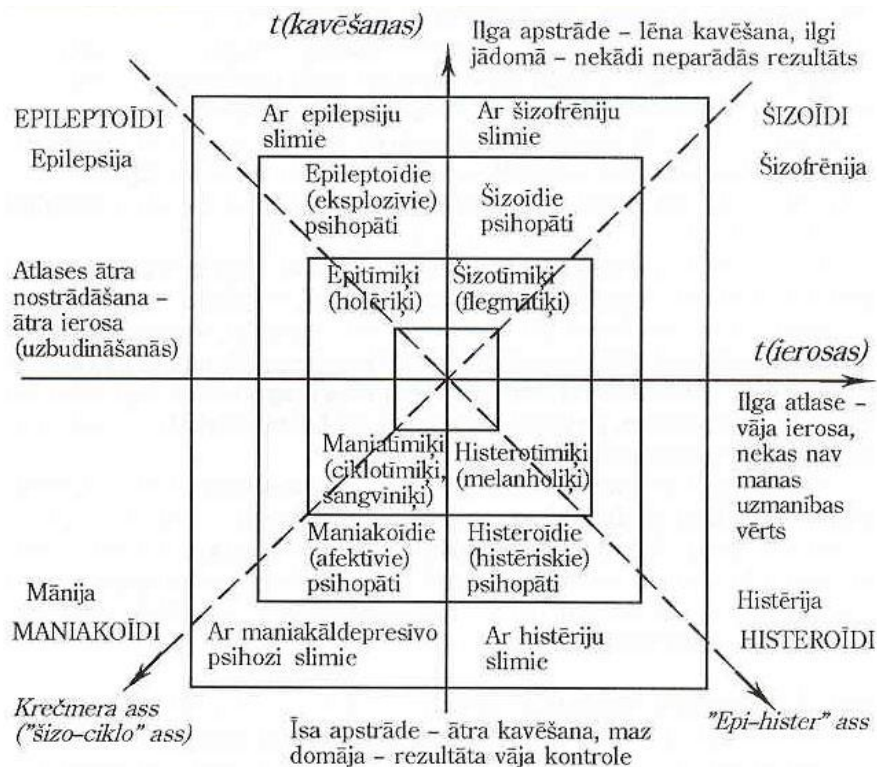 t(kavēšanas)
Ilga apstrāde – lēna kavēšana, ilgi
jādomā – nekādi neparādās rezultāts
EPILEPTOĪDI
Epilepsija
Ar epilepsiju
slimie
Ar šizofrēniju
slimie
ŠIZOĪDI
Šizofrēnija
Epileptoīdie
(eksplozīvie)
psihopāti
Šizoīdie
psihopāti
Atlases ātra
nostrādāšana –
ātra ierosa
(uzbudināšanās)
Epitīmiķi
(holēriķi)
Šizotīmiķi
(flegmātiķi)
t(ierosas)
Ilga atlase –
vāja ierosa,
nekas nav
manas
uzmanības
vērts
Maniatīmiķi
(ciklotīmiķi,
sangviniķi)
Histerotīmiķi
(melanholiķi)
Maniakoīdie
(afektīvie)
psihopāti
Histeroīdie
(histēriskie)
psihopāti
Mānija
MANIAKOĪDI
Ar maniakāldepresīvo
psihozi slimie
Ar histēriju
slimie
Histērija
HISTEROĪDI
Krečmera ass
("šizo–ciklo" ass)
Īsa apstrāde – ātra kavēšana, maz
domāja – rezultāta vāja kontrole
"Epi–hister" ass